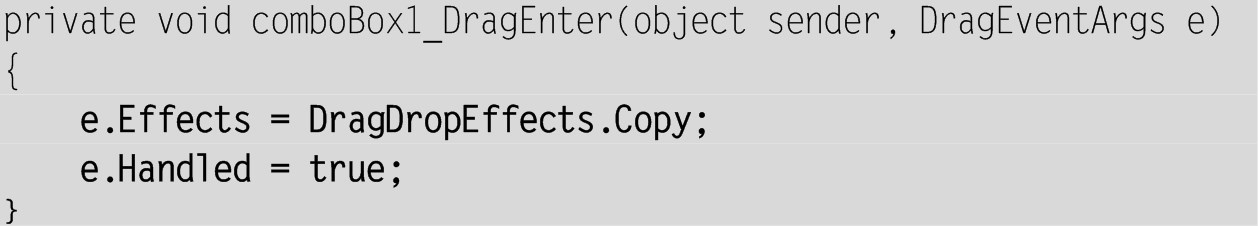 private void comboBox1_DragEnter(object sender, DragEventArgs e)
{
    e.Effects = DragDropEffects.Copy;
    e.Handled = true;
}